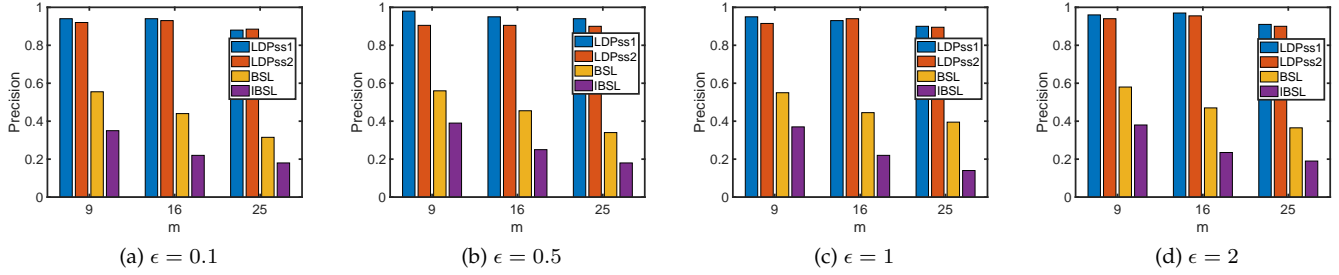 1
0.8
0.6
0.4
0.2
0
Precision
9
16
25
m
LDPss1
LDPss2
BSL
IBSL
(a) ϵ = 0.1
1
0.8
0.6
0.4
0.2
0
Precision
9
16
25
m
LDPss1
LDPss2
BSL
IBSL
(b) ϵ = 0.5
1
0.8
0.6
0.4
0.2
0
Precision
9
16
25
m
LDPss1
LDPss2
BSL
IBSL
(c) ϵ = 1
1
0.8
0.6
0.4
0.2
0
Precision
9
16
25
m
LDPss1
LDPss2
BSL
IBSL
(d) ϵ = 2